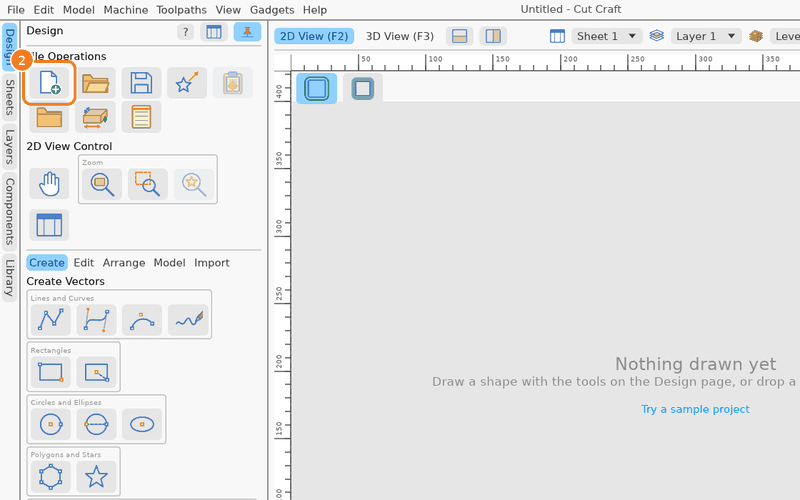 File Edit Model Machine Toolpaths View Gadgets Help Untitled - Cut Craft
Design ?
2D View (F2) 3D View (F3) Sheet 1 Layer 1 Leve
2 File Operations
50 100 150 200 250 300 350
400
350
300
250
200
150
Design
Sheets
Layers
Components
Library
2D View Control
Zoom
Create Edit Arrange Model Import
Create Vectors
Lines and Curves
Rectangles
Circles and Ellipses
Polygons and Stars
Nothing drawn yet
Draw a shape with the tools on the Design page, or drop a
Try a sample project